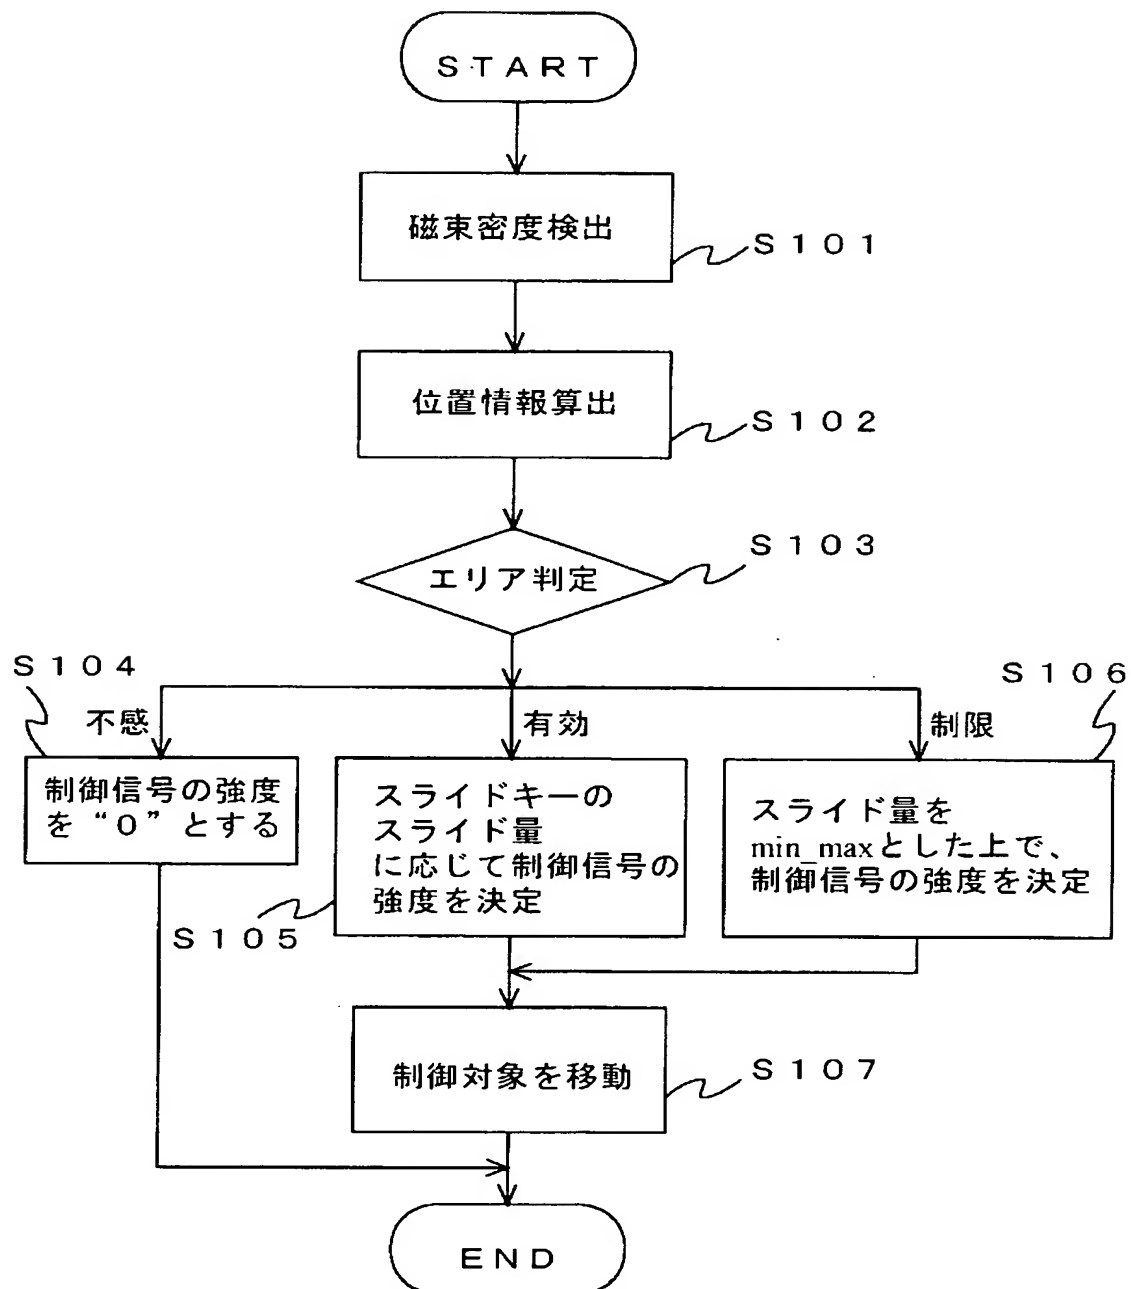 START
磁束密度検出
S101
位置情報算出
S102
S103
エリア判定
S104
S106
不感
有効
制限
制御信号の強度
を“0”とする
スライドキーの
スライド量
に応じて制御信号の
強度を決定
S105
スライド量を
min_maxとした上で、
制御信号の強度を決定
制御対象を移動
S107
END